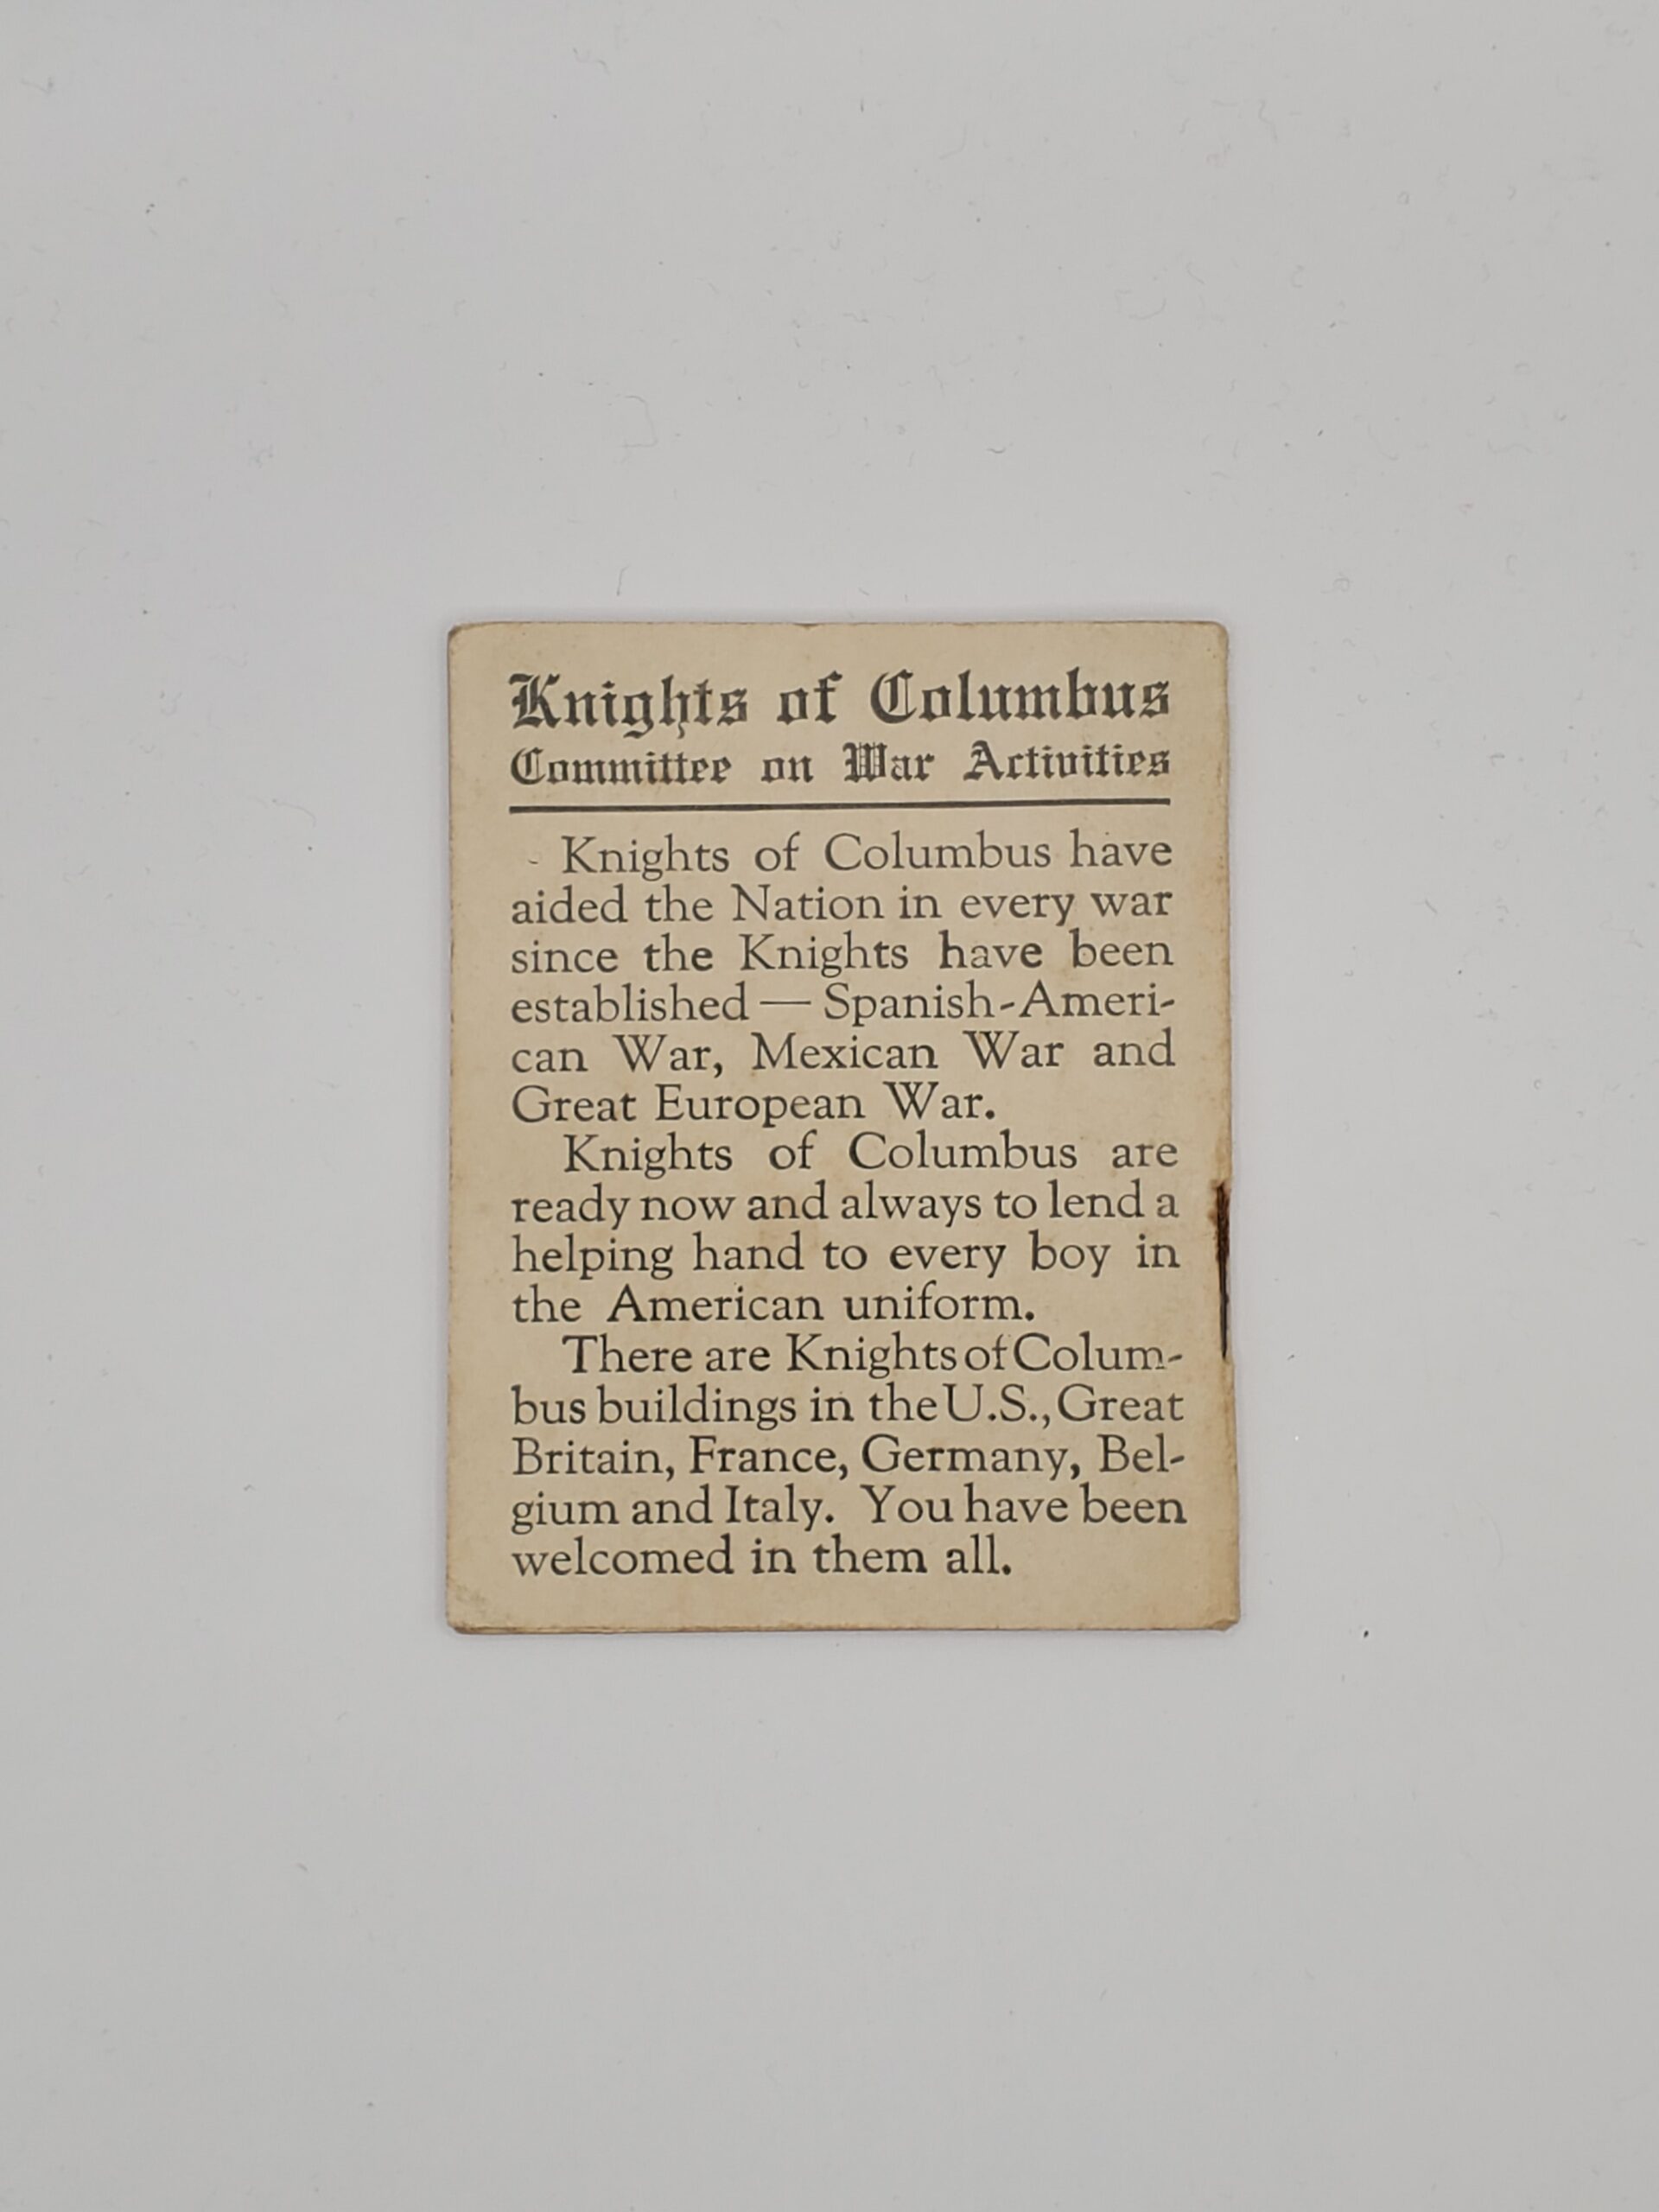 Knights of Columbus
Committee on War Activities
Knights of Columbus have
aided the Nation in every war
since the Knights have been
established — Spanish-Ameri-
can War, Mexican War and
Great European War.
Knights of Columbus are
ready now and always to lend a
helping hand to every boy in
the American uniform.
There are Knights of Colum-
bus buildings in the U.S., Great
Britain, France, Germany, Bel-
gium and Italy. You have been
welcomed in them all.